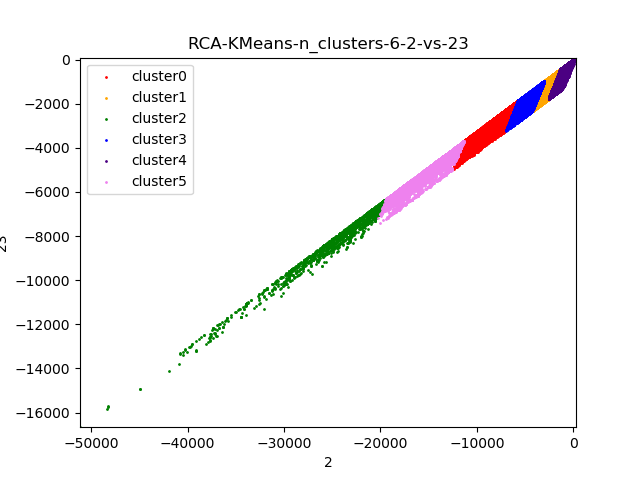 RCA-KMeans-n_clusters-6-2-vs-23
0
−2000
−4000
−6000
−8000
−10000
−12000
−14000
−16000
23
cluster0
cluster1
cluster2
cluster3
cluster4
cluster5
−50000 −40000 −30000 −20000 −10000 0
2